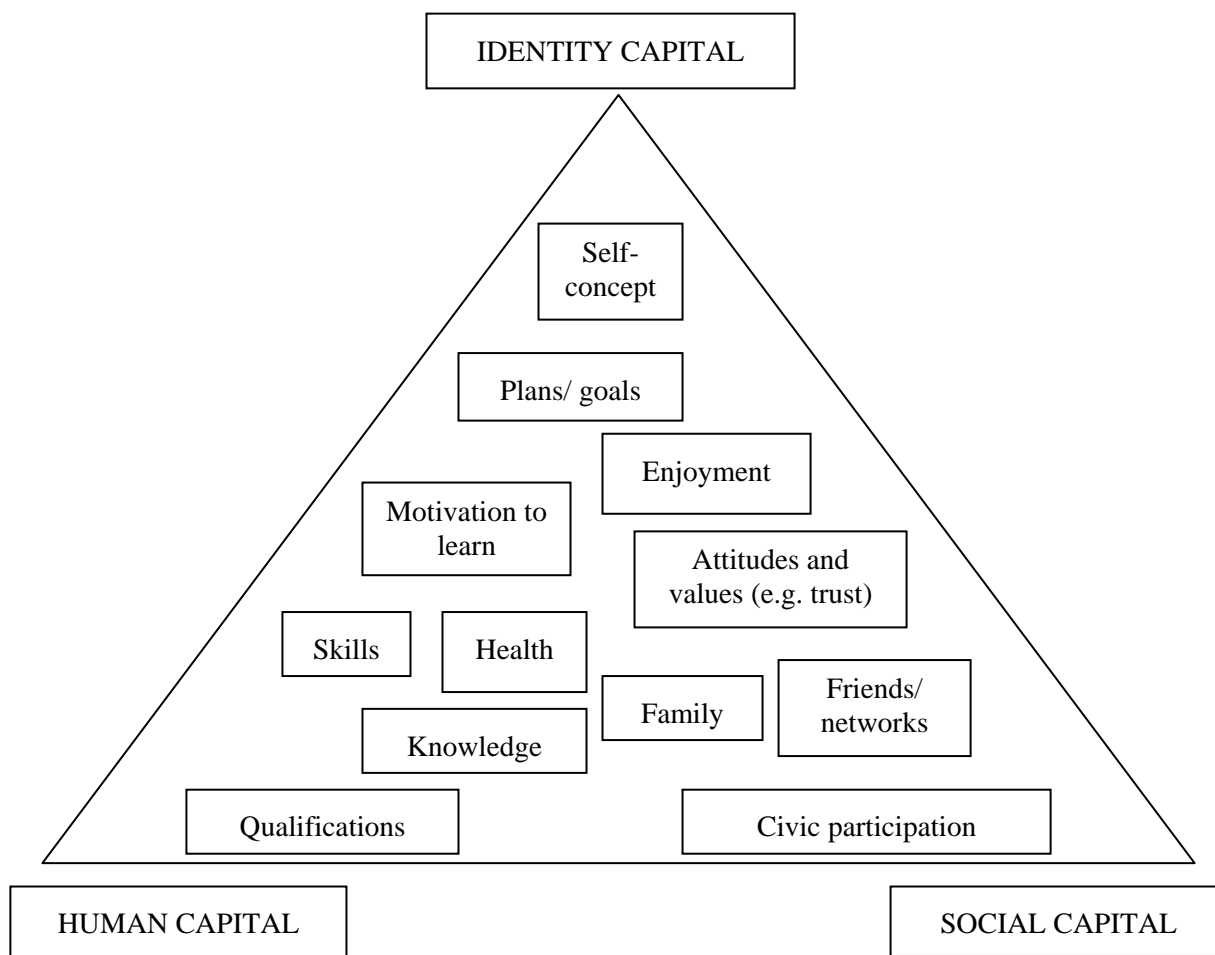 IDENTITY CAPITAL
Self-
concept
Plans/ goals
Enjoyment
Motivation to
learn
Attitudes and
values (e.g. trust)
Skills
Health
Family
Friends/
networks
Knowledge
Qualifications
Civic participation
HUMAN CAPITAL
SOCIAL CAPITAL